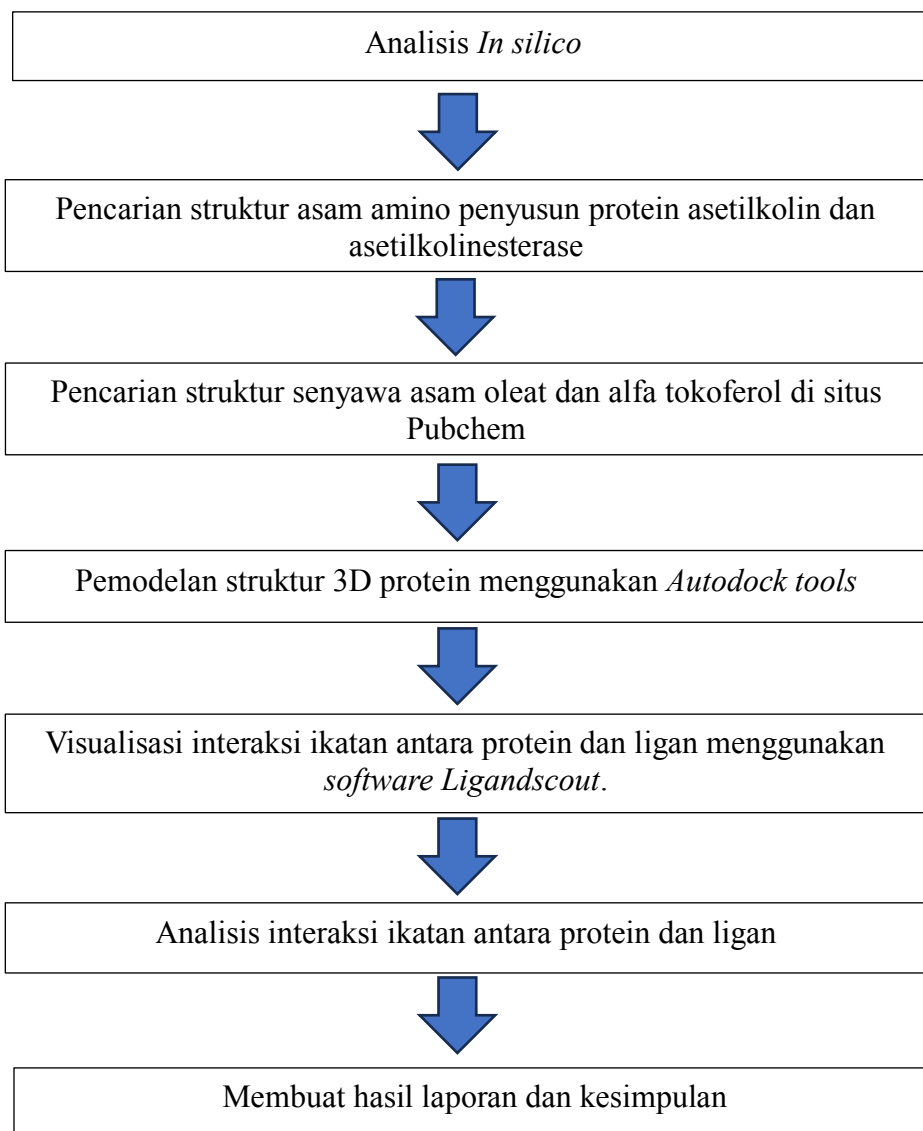 Analisis In silico
Pencarian struktur asam amino penyusun protein asetilkolin dan
asetilkolinesterase
Pencarian struktur senyawa asam oleat dan alfa tokoferol di situs
Pubchem
Pemodelan struktur 3D protein menggunakan Autodock tools
Visualisasi interaksi ikatan antara protein dan ligan menggunakan
software Ligandscout.
Analisis interaksi ikatan antara protein dan ligan
Membuat hasil laporan dan kesimpulan